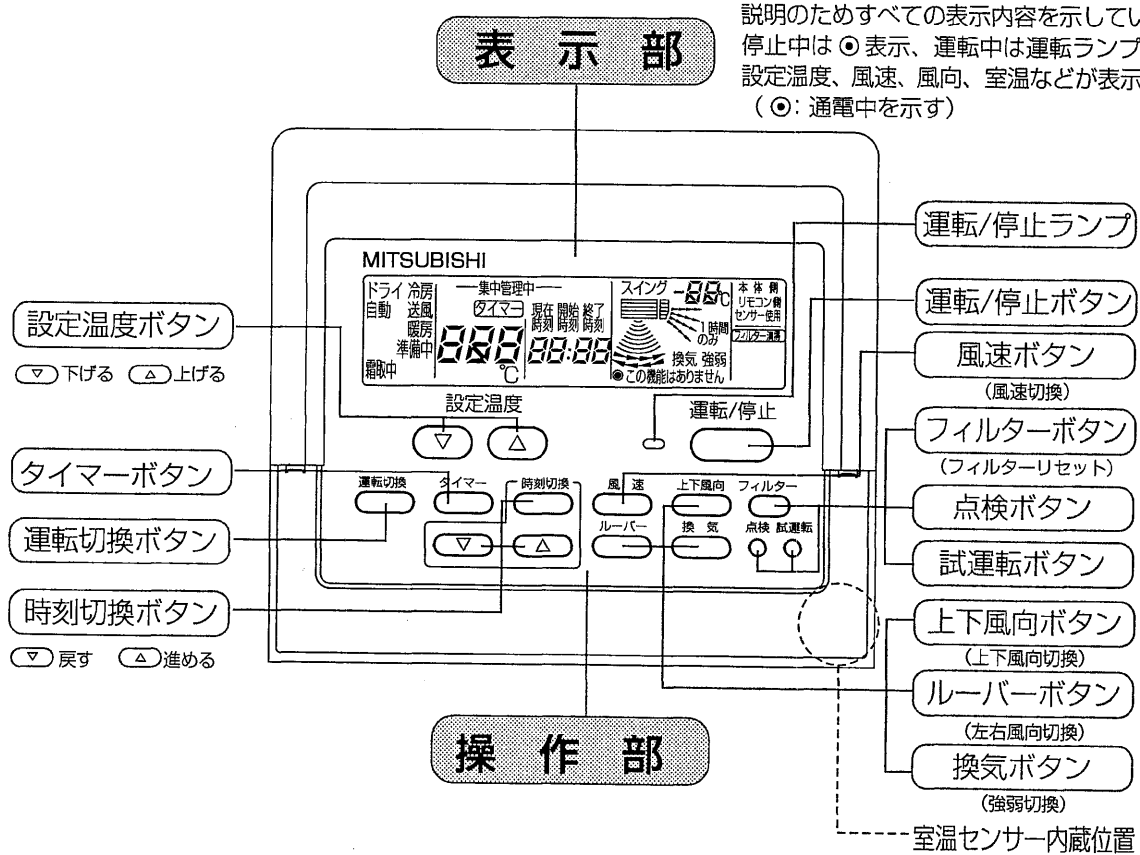 説明のためすべての表示内容を示してい
停止中は⦿表示、運転中は運転ランプ
設定温度、風速、風向、室温などが表示
(⦿: 通電中を示す)
表示部
MITSUBISHI
ドライ 冷房
自動 送風
暖房
準備中
霜取中
集中管理中
タイマー
現在 開始 終了
時刻 時刻 時刻
88:88
℃
スイング
-88℃
1時間
のみ
換気 強弱
⦿この機能はありません
本体側
リモコン側
センサー使用
フィルター清掃
設定温度
▽ △
運転/停止
運転切換
タイマー
時刻切換
▽ △
風速
上下風向
フィルター
ルーバー
換気
点検 試運転
設定温度ボタン
▽下げる △上げる
タイマーボタン
運転切換ボタン
時刻切換ボタン
▽戻す △進める
運転/停止ランプ
運転/停止ボタン
風速ボタン
(風速切換)
フィルターボタン
(フィルターリセット)
点検ボタン
試運転ボタン
上下風向ボタン
(上下風向切換)
ルーバーボタン
(左右風向切換)
換気ボタン
(強弱切換)
室温センサー内蔵位置
操作部